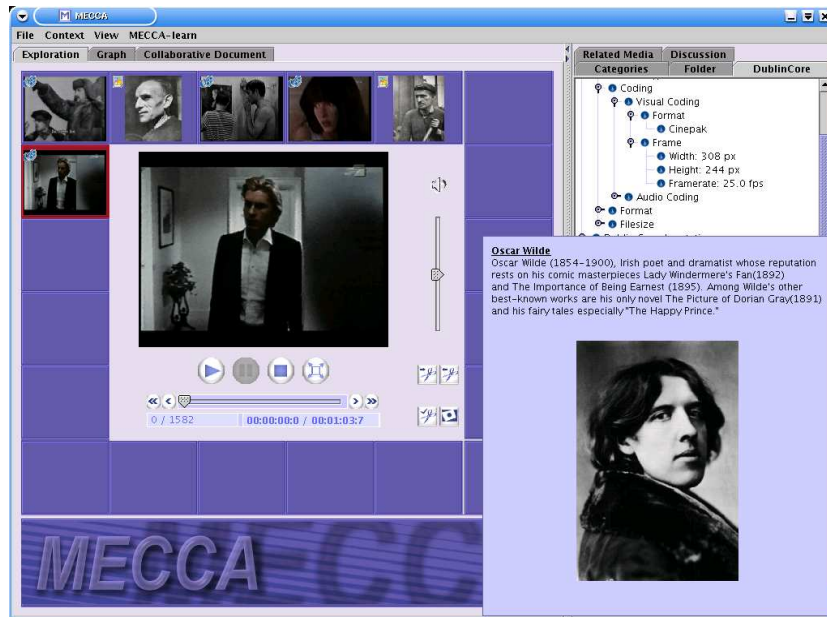 MECCA
File Context View MECCA-learn
Exploration Graph Collaborative Document
Related Media Discussion
Categories Folder DublinCore
Coding
Visual Coding
Format
Cinepak
Frame
Width: 308 px
Height: 244 px
Framerate: 25.0 fps
Audio Coding
Format
Filesize
Oscar Wilde
Oscar Wilde (1854-1900), Irish poet and dramatist whose reputation
rests on his comic masterpieces Lady Windermere's Fan(1892)
and The Importance of Being Earnest (1895). Among Wilde's other
best-known works are his only novel The Picture of Dorian Gray(1891)
and his fairy tales especially "The Happy Prince."
0 / 1582 00:00:00:0 / 00:01:03:7
MECCA